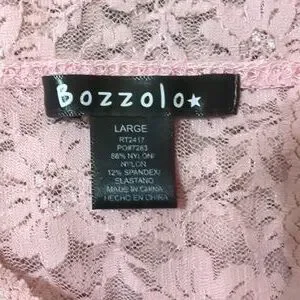 Bozzolo★
LARGE
RT2417
PO#7263
88% NYLON/
NYLON
12% SPANDEX/
ELASTANO
MADE IN CHINA
HECHO EN CHINA